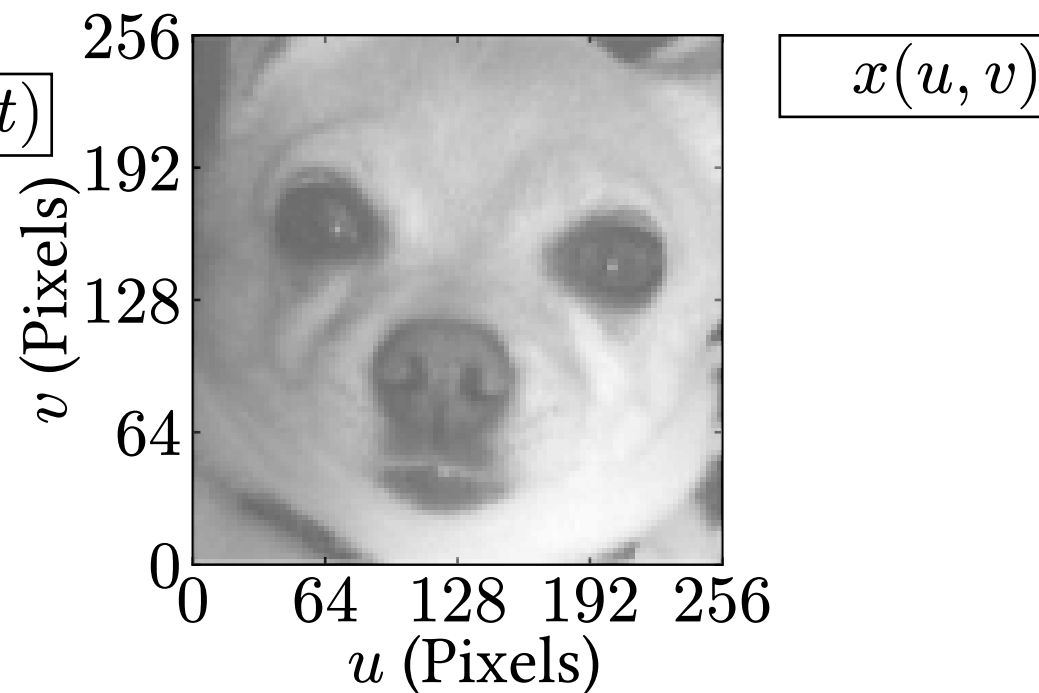 256
t)
x(u, v)
192
128
64
0
v (Pixels)
0 64 128 192 256
u (Pixels)